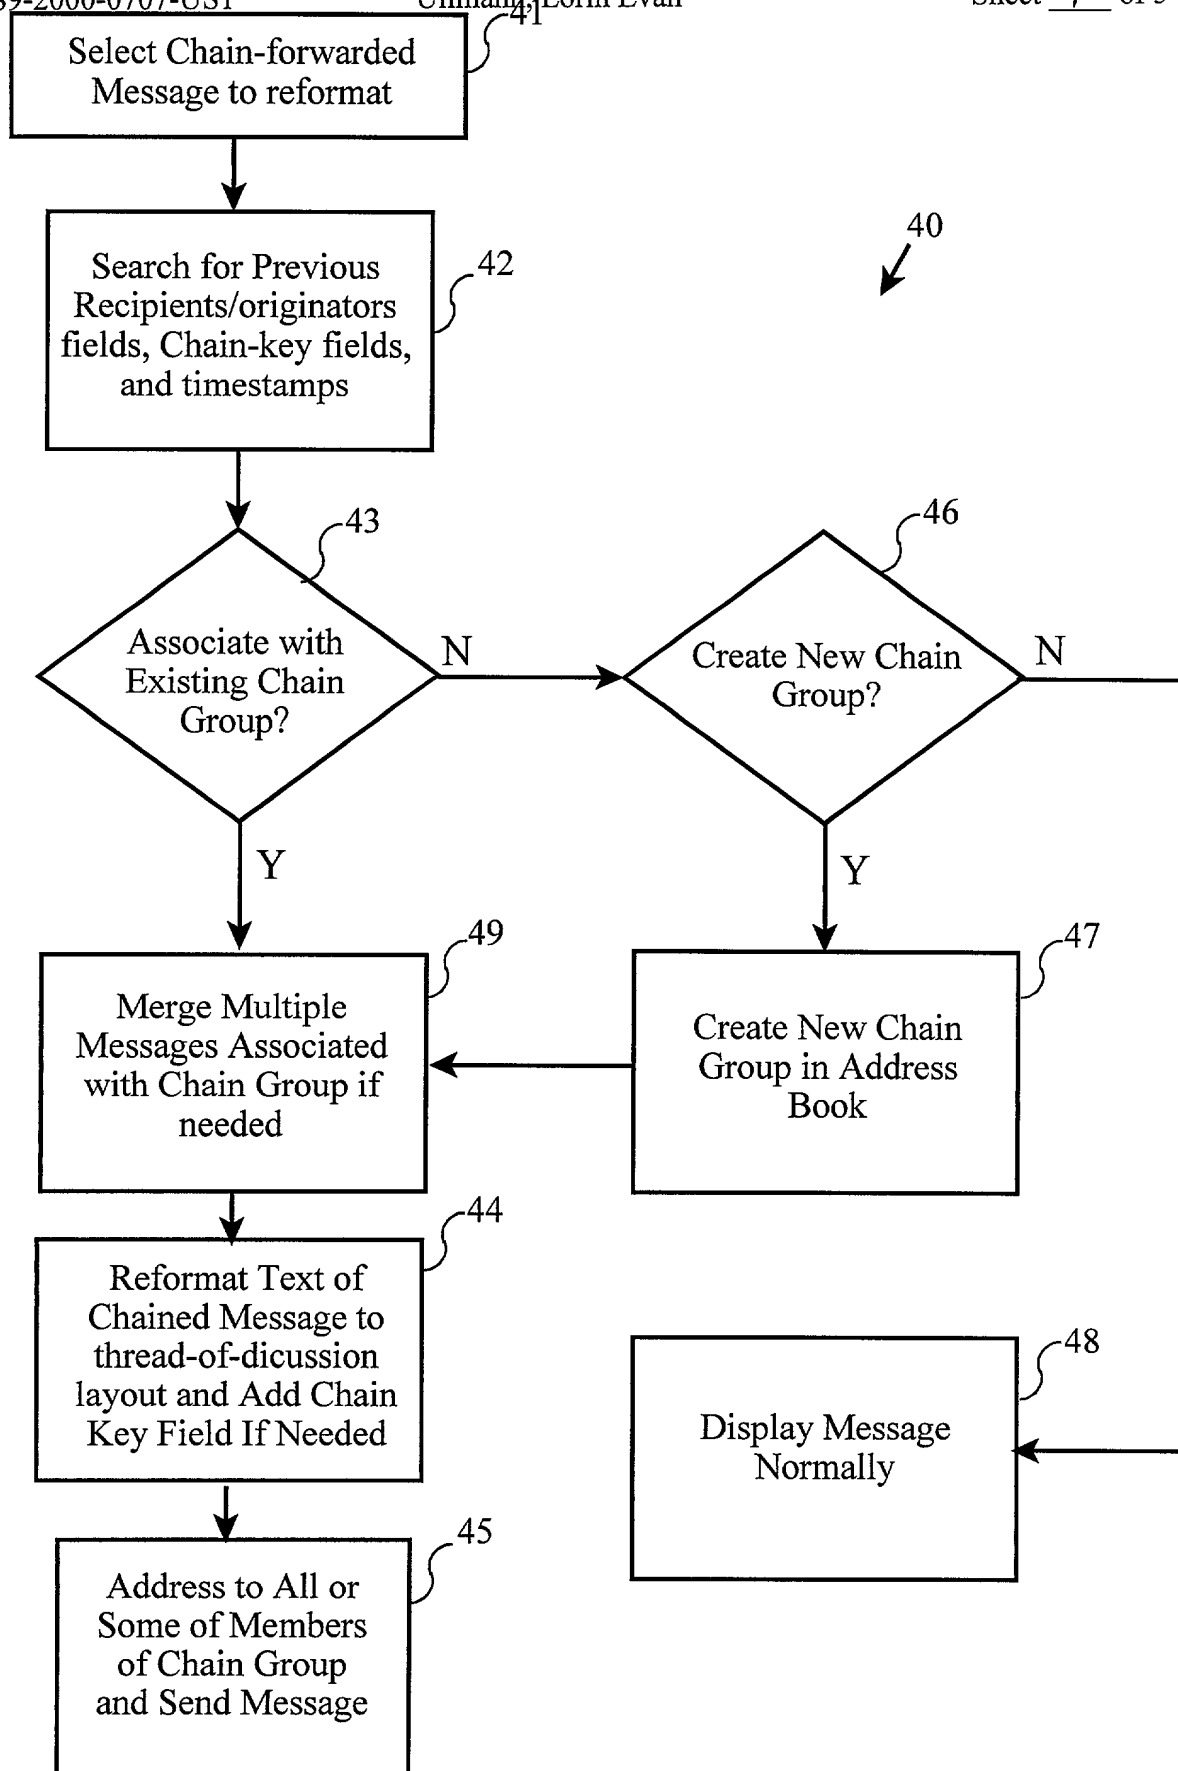 41
Select Chain-forwarded
Message to reformat
40
42
Search for Previous
Recipients/originators
fields, Chain-key fields,
and timestamps
43
46
Associate with
Existing Chain
Group?
N
Create New Chain
Group?
N
Y
Y
49
47
Merge Multiple
Messages Associated
with Chain Group if
needed
Create New Chain
Group in Address
Book
44
Reformat Text of
Chained Message to
thread-of-dicussion
layout and Add Chain
Key Field If Needed
48
Display Message
Normally
45
Address to All or
Some of Members
of Chain Group
and Send Message